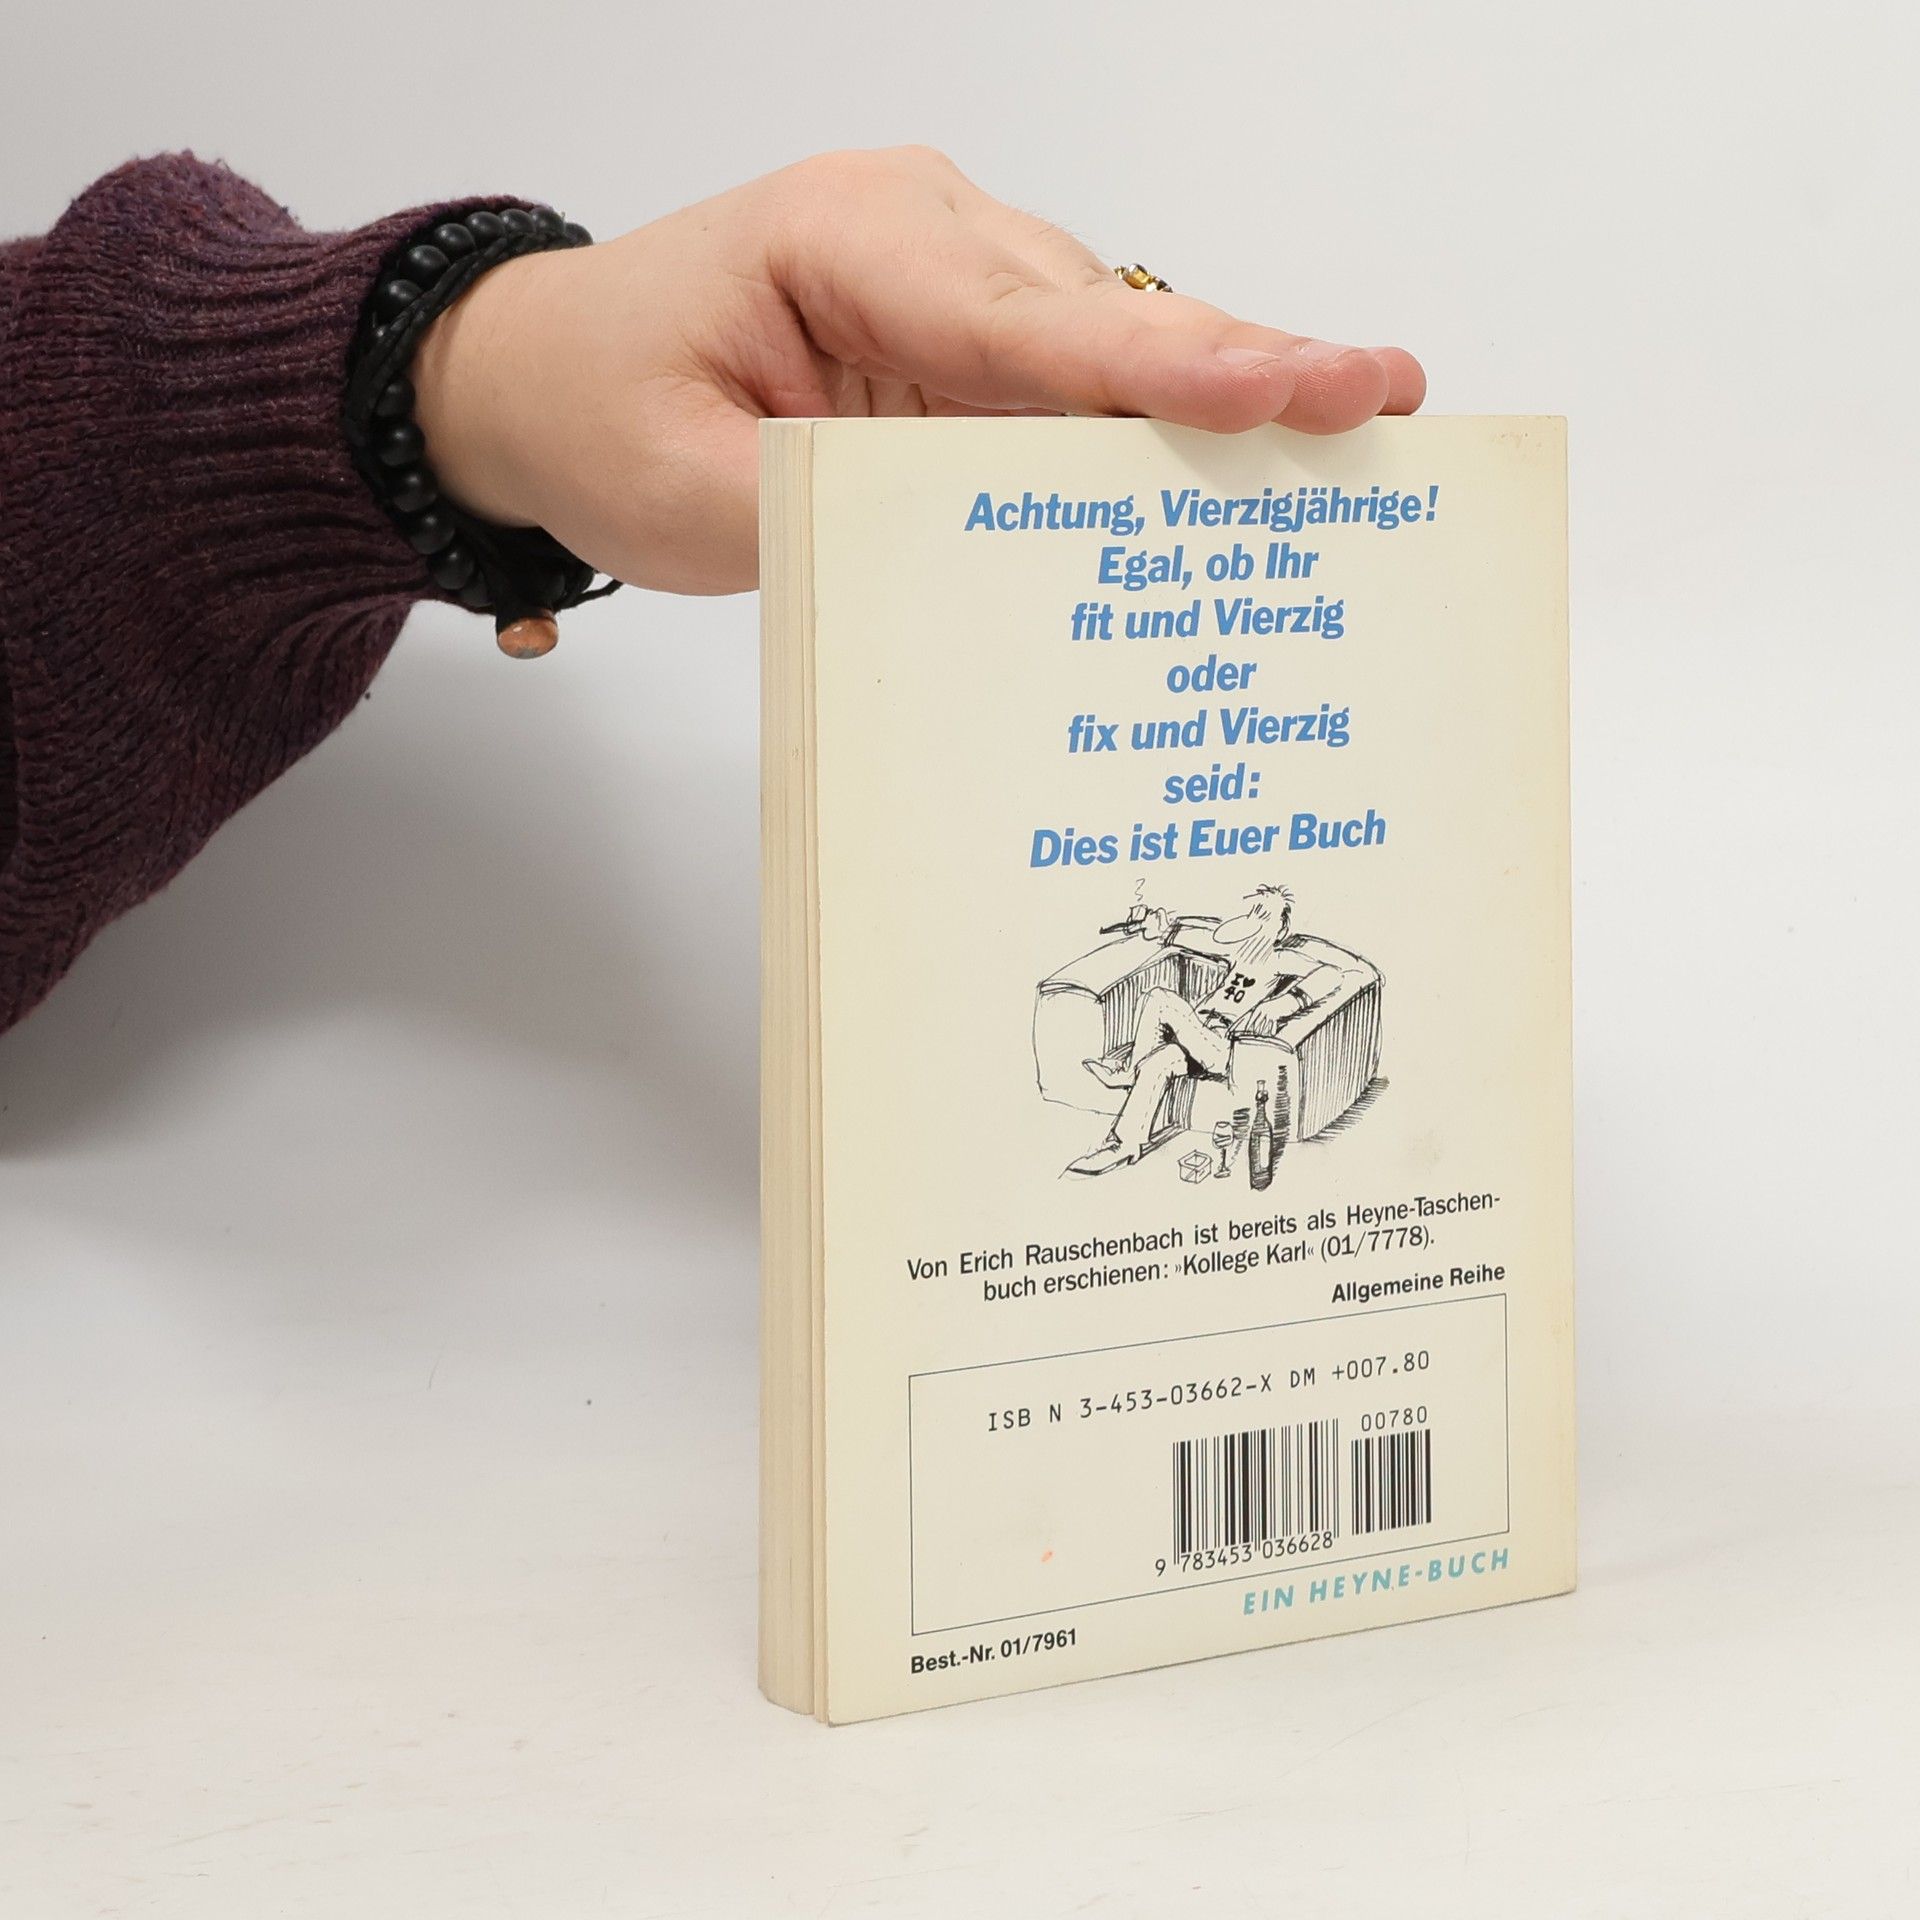 Achtung, Vierzigjährige!
Egal, ob Ihr
fit und Vierzig
oder
fix und Vierzig
seid:
Dies ist Euer Buch
I ♥
40
Von Erich Rauschenbach ist bereits als Heyne-Taschen-
buch erschienen: »Kollege Karl« (01/7778).
Allgemeine Reihe
ISB N 3-453-03662-X DM +007.80
00780
9 783453 036628
EIN HEYNE-BUCH
Best.-Nr. 01/7961